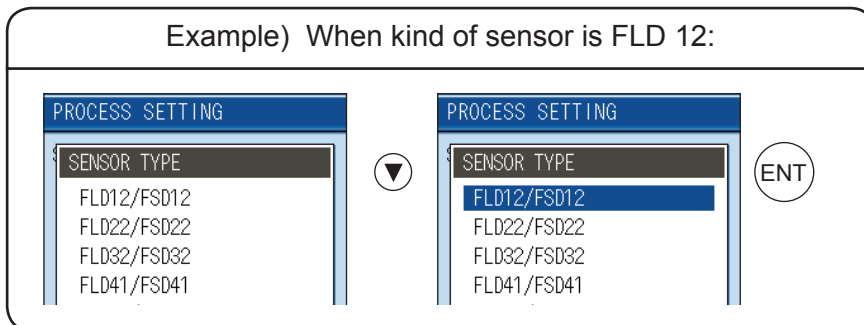 Example) When kind of sensor is FLD 12:
PROCESS SETTING
SENSOR TYPE
FLD12/FSD12
FLD22/FSD22
FLD32/FSD32
FLD41/FSD41
▼
PROCESS SETTING
SENSOR TYPE
FLD12/FSD12
FLD22/FSD22
FLD32/FSD32
FLD41/FSD41
ENT